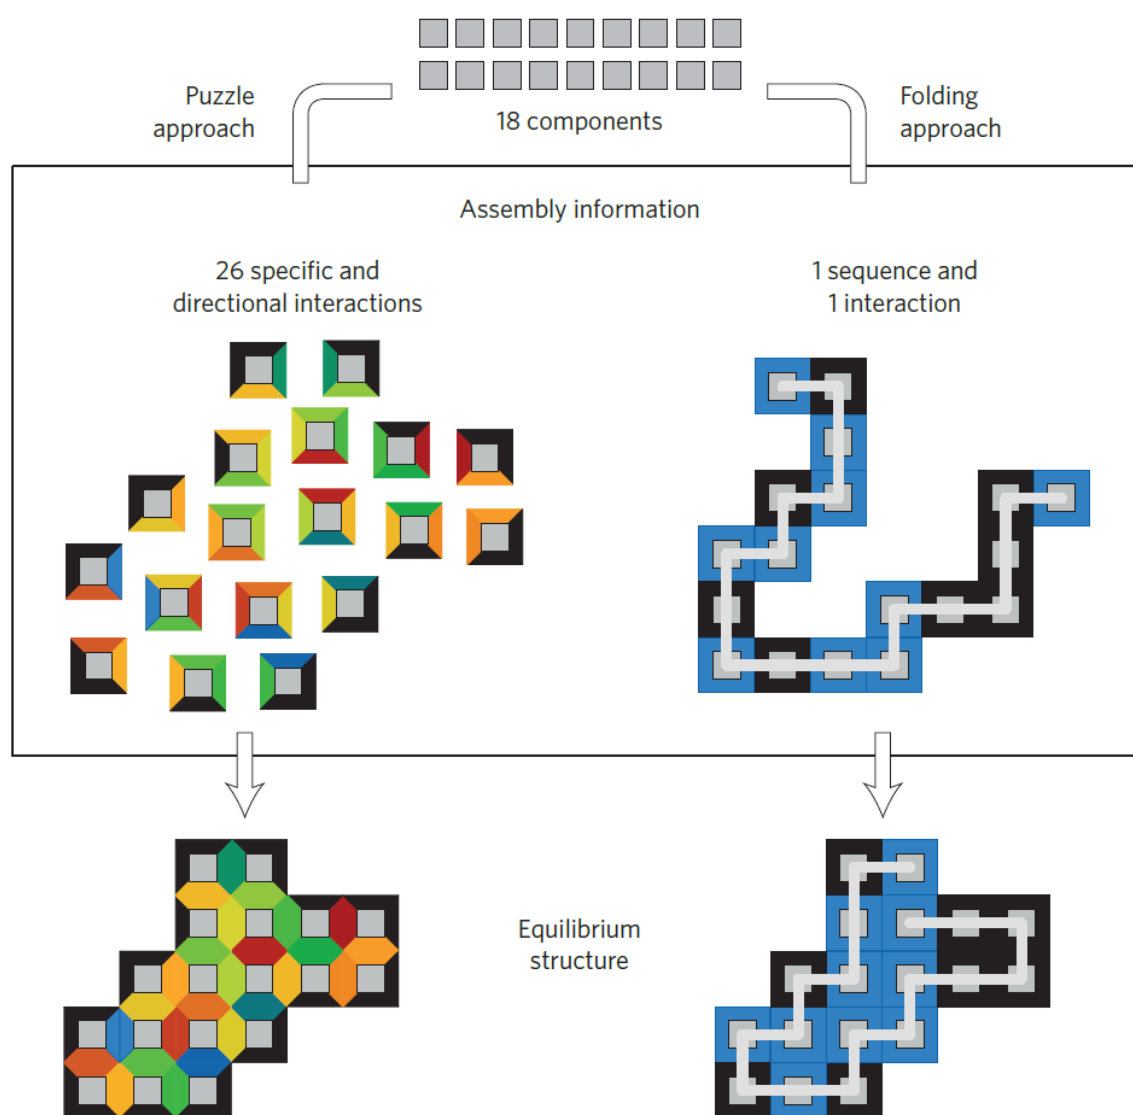 Puzzle
approach
18 components
Folding
approach
Assembly information
26 specific and
directional interactions
1 sequence and
1 interaction
Equilibrium
structure